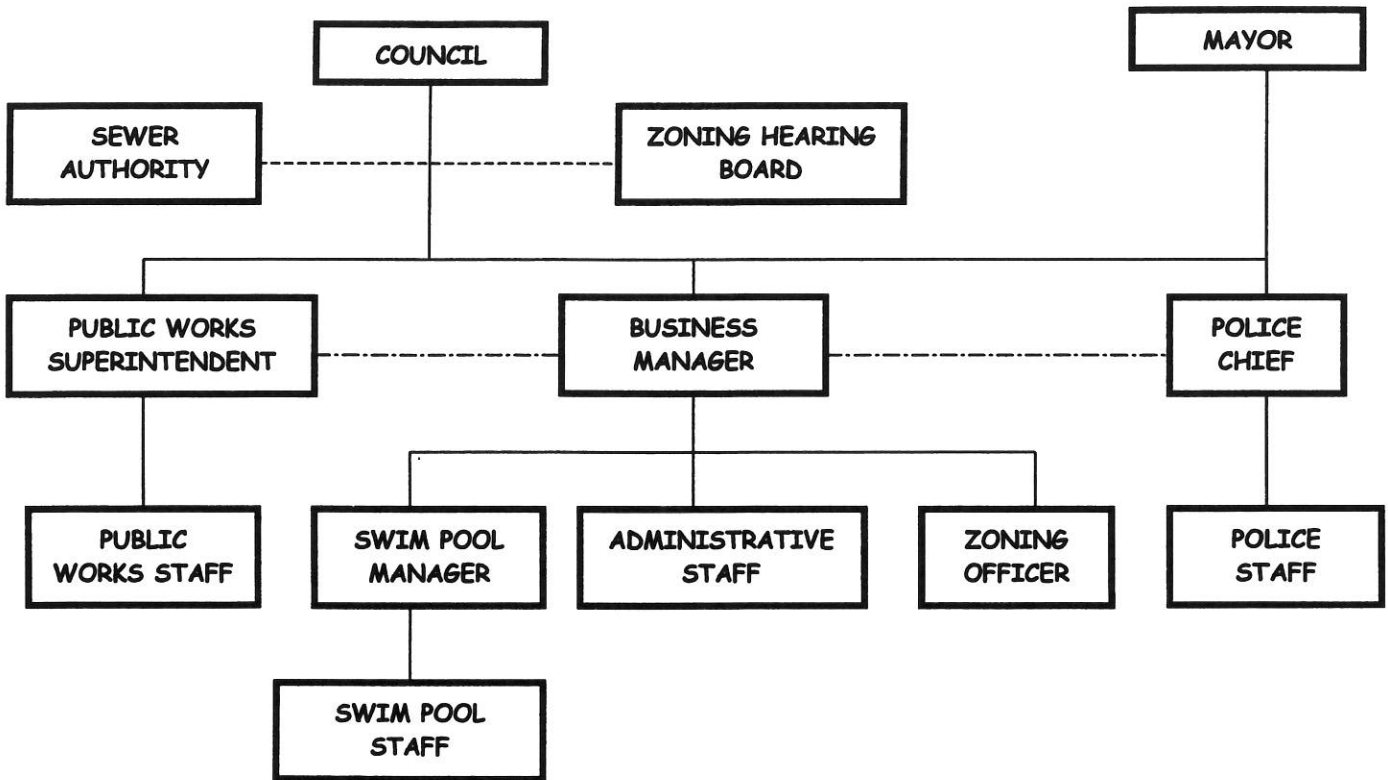 COUNCIL
MAYOR
SEWER
AUTHORITY
ZONING HEARING
BOARD
PUBLIC WORKS
SUPERINTENDENT
BUSINESS
MANAGER
POLICE
CHIEF
PUBLIC
WORKS STAFF
SWIM POOL
MANAGER
ADMINISTRATIVE
STAFF
ZONING
OFFICER
POLICE
STAFF
SWIM POOL
STAFF